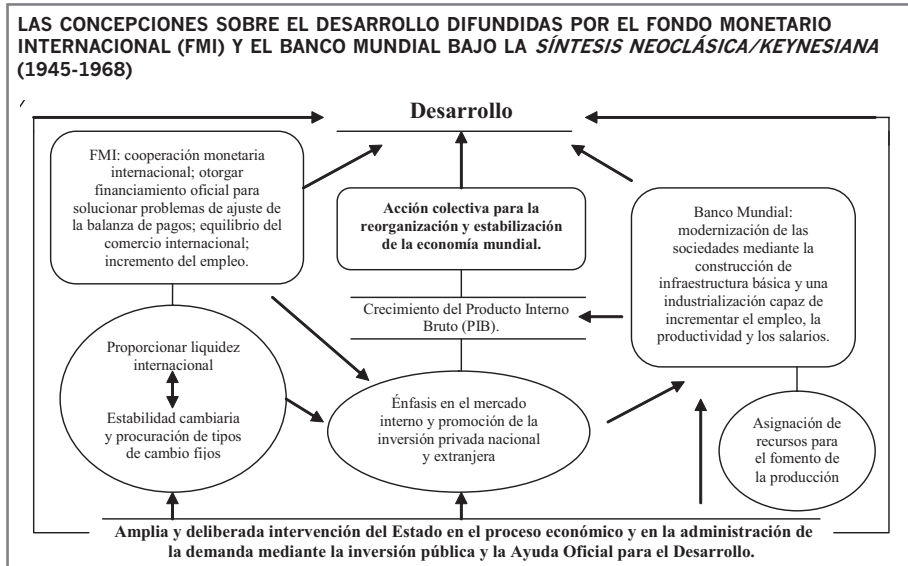 LAS CONCEPCIONES SOBRE EL DESARROLLO DIFUNDIDAS POR EL FONDO MONETARIO
INTERNACIONAL (FMI) Y EL BANCO MUNDIAL BAJO LA SÍNTESIS NEOCLÁSICA/KEYNESIANA
(1945-1968)
Desarrollo
FMI: cooperación monetaria
internacional; otorgar
financiamiento oficial para
solucionar problemas de ajuste de
la balanza de pagos; equilibrio del
comercio internacional;
incremento del empleo.
Acción colectiva para la
reorganización y estabilización
de la economía mundial.
Banco Mundial:
modernización de las
sociedades mediante la
construcción de
infraestructura básica y una
industrialización capaz de
incrementar el empleo, la
productividad y los salarios.
Crecimiento del Producto Interno
Bruto (PIB).
Proporcionar liquidez
internacional
Estabilidad cambiaria
y procuración de tipos
de cambio fijos
Énfasis en el mercado
interno y promoción de la
inversión privada nacional
y extranjera
Asignación de
recursos para
el fomento de
la producción
Amplia y deliberada intervención del Estado en el proceso económico y en la administración de
la demanda mediante la inversión pública y la Ayuda Oficial para el Desarrollo.